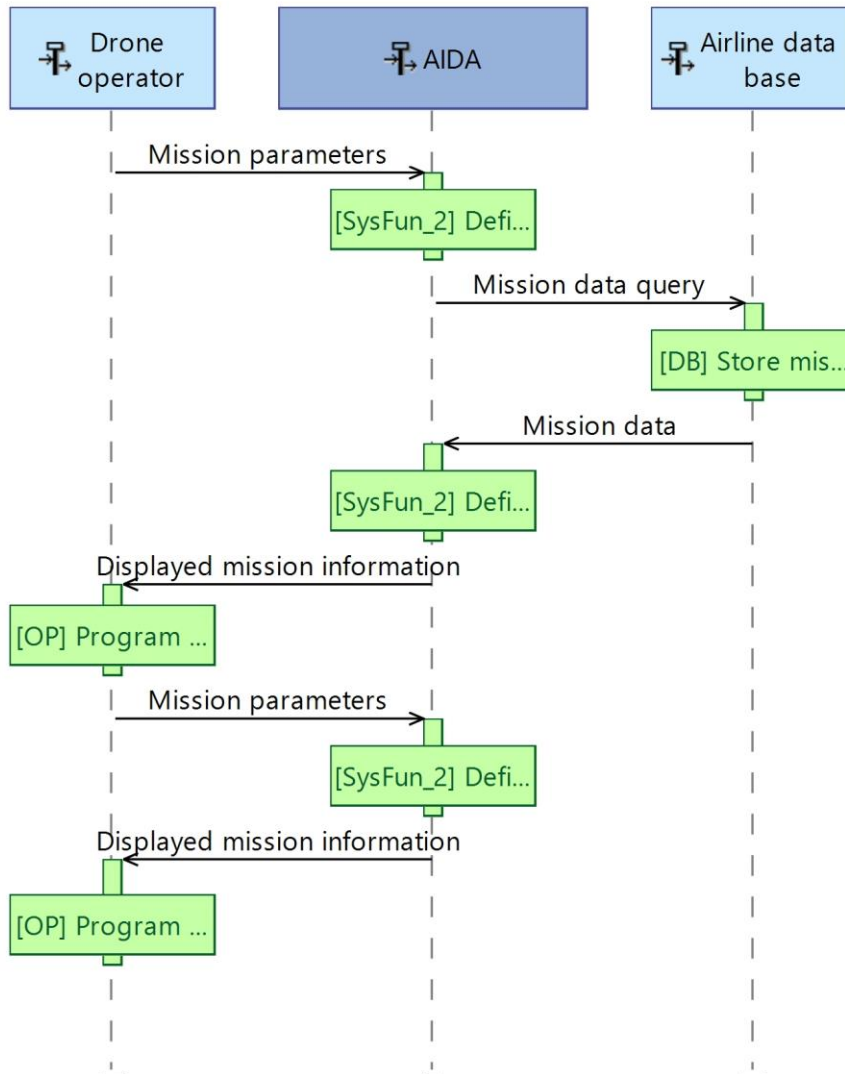 Drone
operator
AIDA
Airline data
base
Mission parameters
[SysFun_2] Defi...
Mission data query
[DB] Store mis...
Mission data
[SysFun_2] Defi...
Displayed mission information
[OP] Program ...
Mission parameters
[SysFun_2] Defi...
Displayed mission information
[OP] Program ...